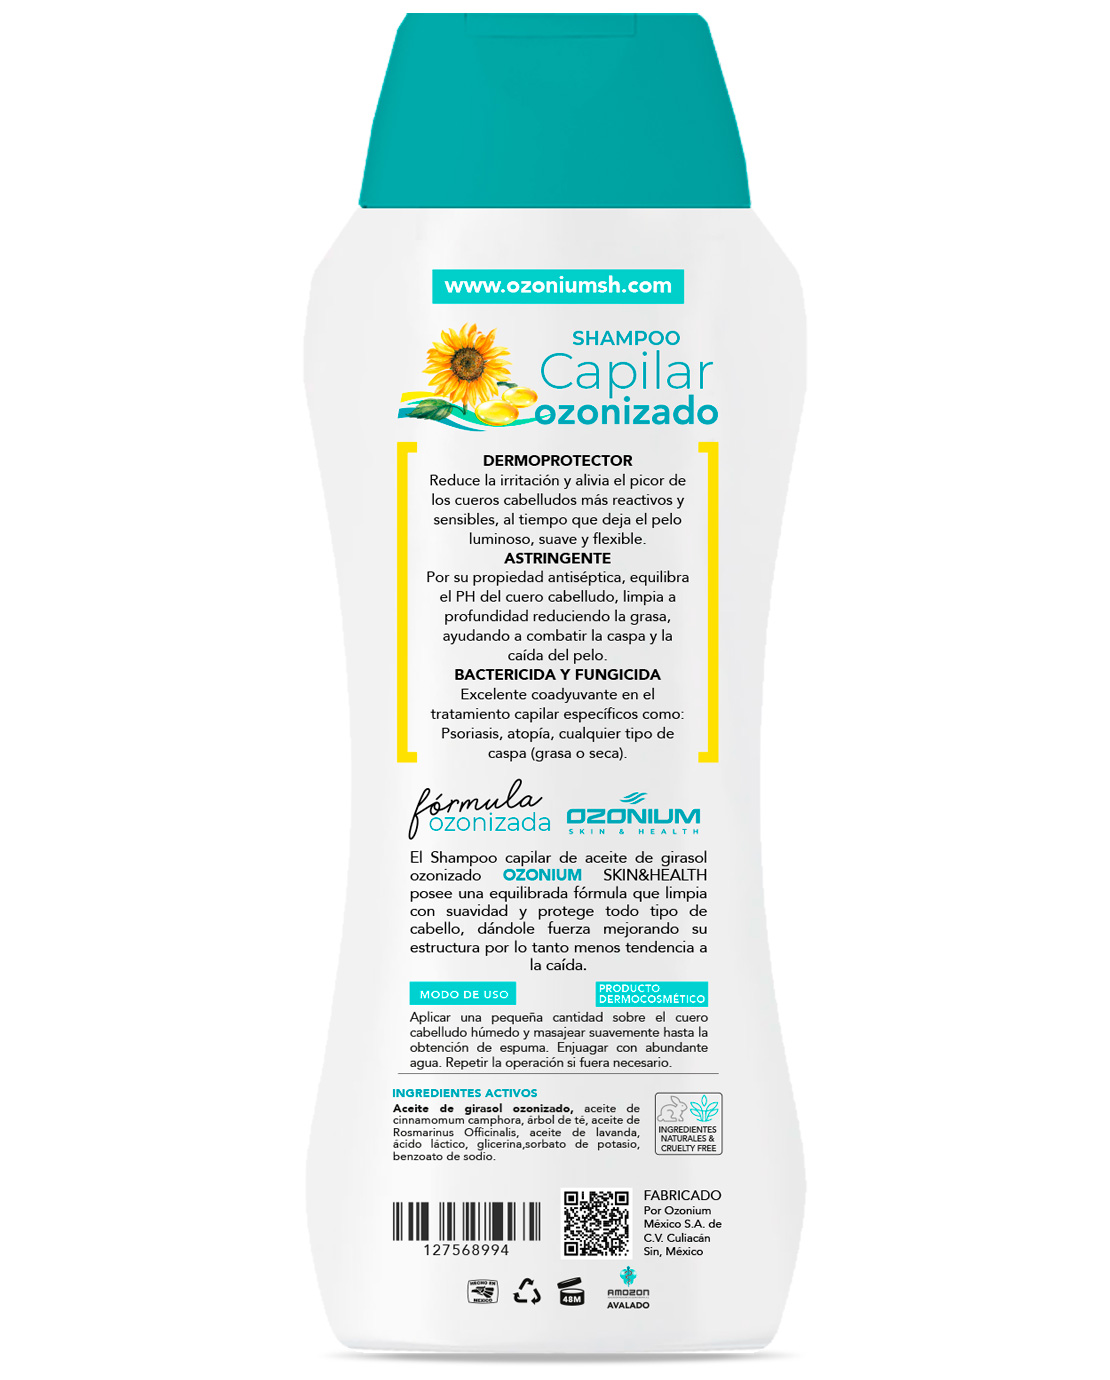 www.ozoniumsh.com
SHAMPOO
Capilar
ozonizado
DERMOPROTECTOR
Reduce la irritación y alivia el picor de
los cueros cabelludos más reactivos y
sensibles, al tiempo que deja el pelo
luminoso, suave y flexible.
ASTRINGENTE
Por su propiedad antiséptica, equilibra
el PH del cuero cabelludo, limpia a
profundidad reduciendo la grasa,
ayudando a combatir la caspa y la
caída del pelo.
BACTERICIDA Y FUNGICIDA
Excelente coadyuvante en el
tratamiento capilar específicos como:
Psoriasis, atopía, cualquier tipo de
caspa (grasa o seca).
fórmula
ozonizada
OZONIUM
SKIN & HEALTH
El Shampoo capilar de aceite de girasol
ozonizado OZONIUM SKIN&HEALTH
posee una equilibrada fórmula que limpia
con suavidad y protege todo tipo de
cabello, dándole fuerza mejorando su
estructura por lo tanto menos tendencia a
la caída.
MODO DE USO
PRODUCTO
DERMOCOSMÉTICO
Aplicar una pequeña cantidad sobre el cuero
cabelludo húmedo y masajear suavemente hasta la
obtención de espuma. Enjuagar con abundante
agua. Repetir la operación si fuera necesario.
INGREDIENTES ACTIVOS
Aceite de girasol ozonizado, aceite de
cinnamomum camphora, árbol de té, aceite de
Rosmarinus Officinalis, aceite de lavanda,
ácido láctico, glicerina,sorbato de potasio,
benzoato de sodio.
INGREDIENTES
NATURALES &
CRUELTY FREE
127568994
FABRICADO
Por Ozonium
México S.A. de
C.V. Culiacán
Sin, México
HECHO EN
MÉXICO
48M
AMOZON
AVALADO